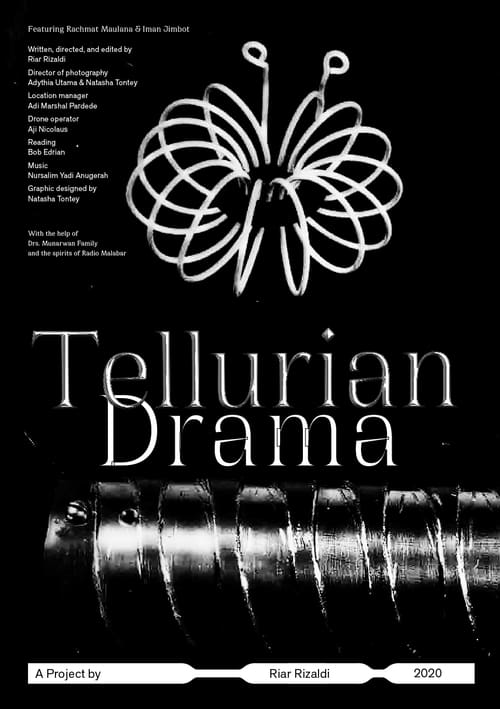 Featuring Rachmat Maulana & Iman Jimbot
Written, directed, and edited by
Riar Rizaldi
Director of photography
Adythia Utama & Natasha Tontey
Location manager
Adi Marshal Pardede
Drone operator
Aji Nicolaus
Reading
Bob Edrian
Music
Nursalim Yadi Anugerah
Graphic designed by
Natasha Tontey
With the help of
Drs. Munarwan Family
and the spirits of Radio Malabar
Tellurian
Drama
A Project by
Riar Rizaldi
2020